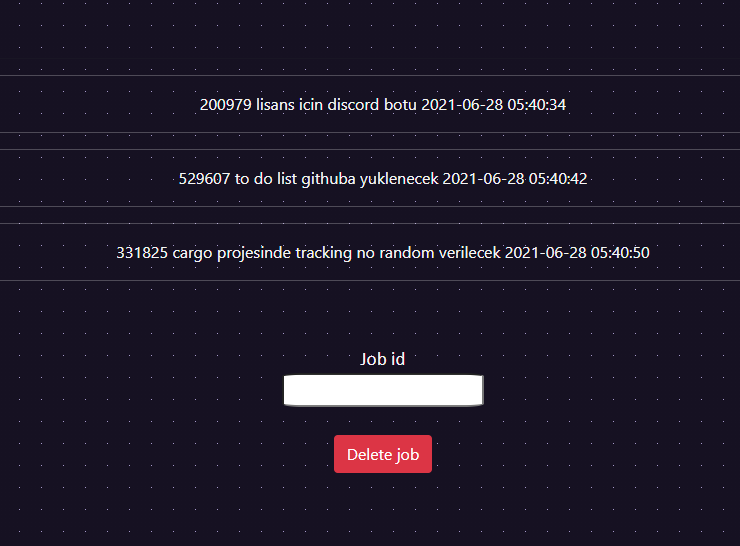 200979 lisans icin discord botu 2021-06-28 05:40:34
529607 to do list githuba yuklenecek 2021-06-28 05:40:42
331825 cargo projesinde tracking no random verilecek 2021-06-28 05:40:50
Job id
Delete job